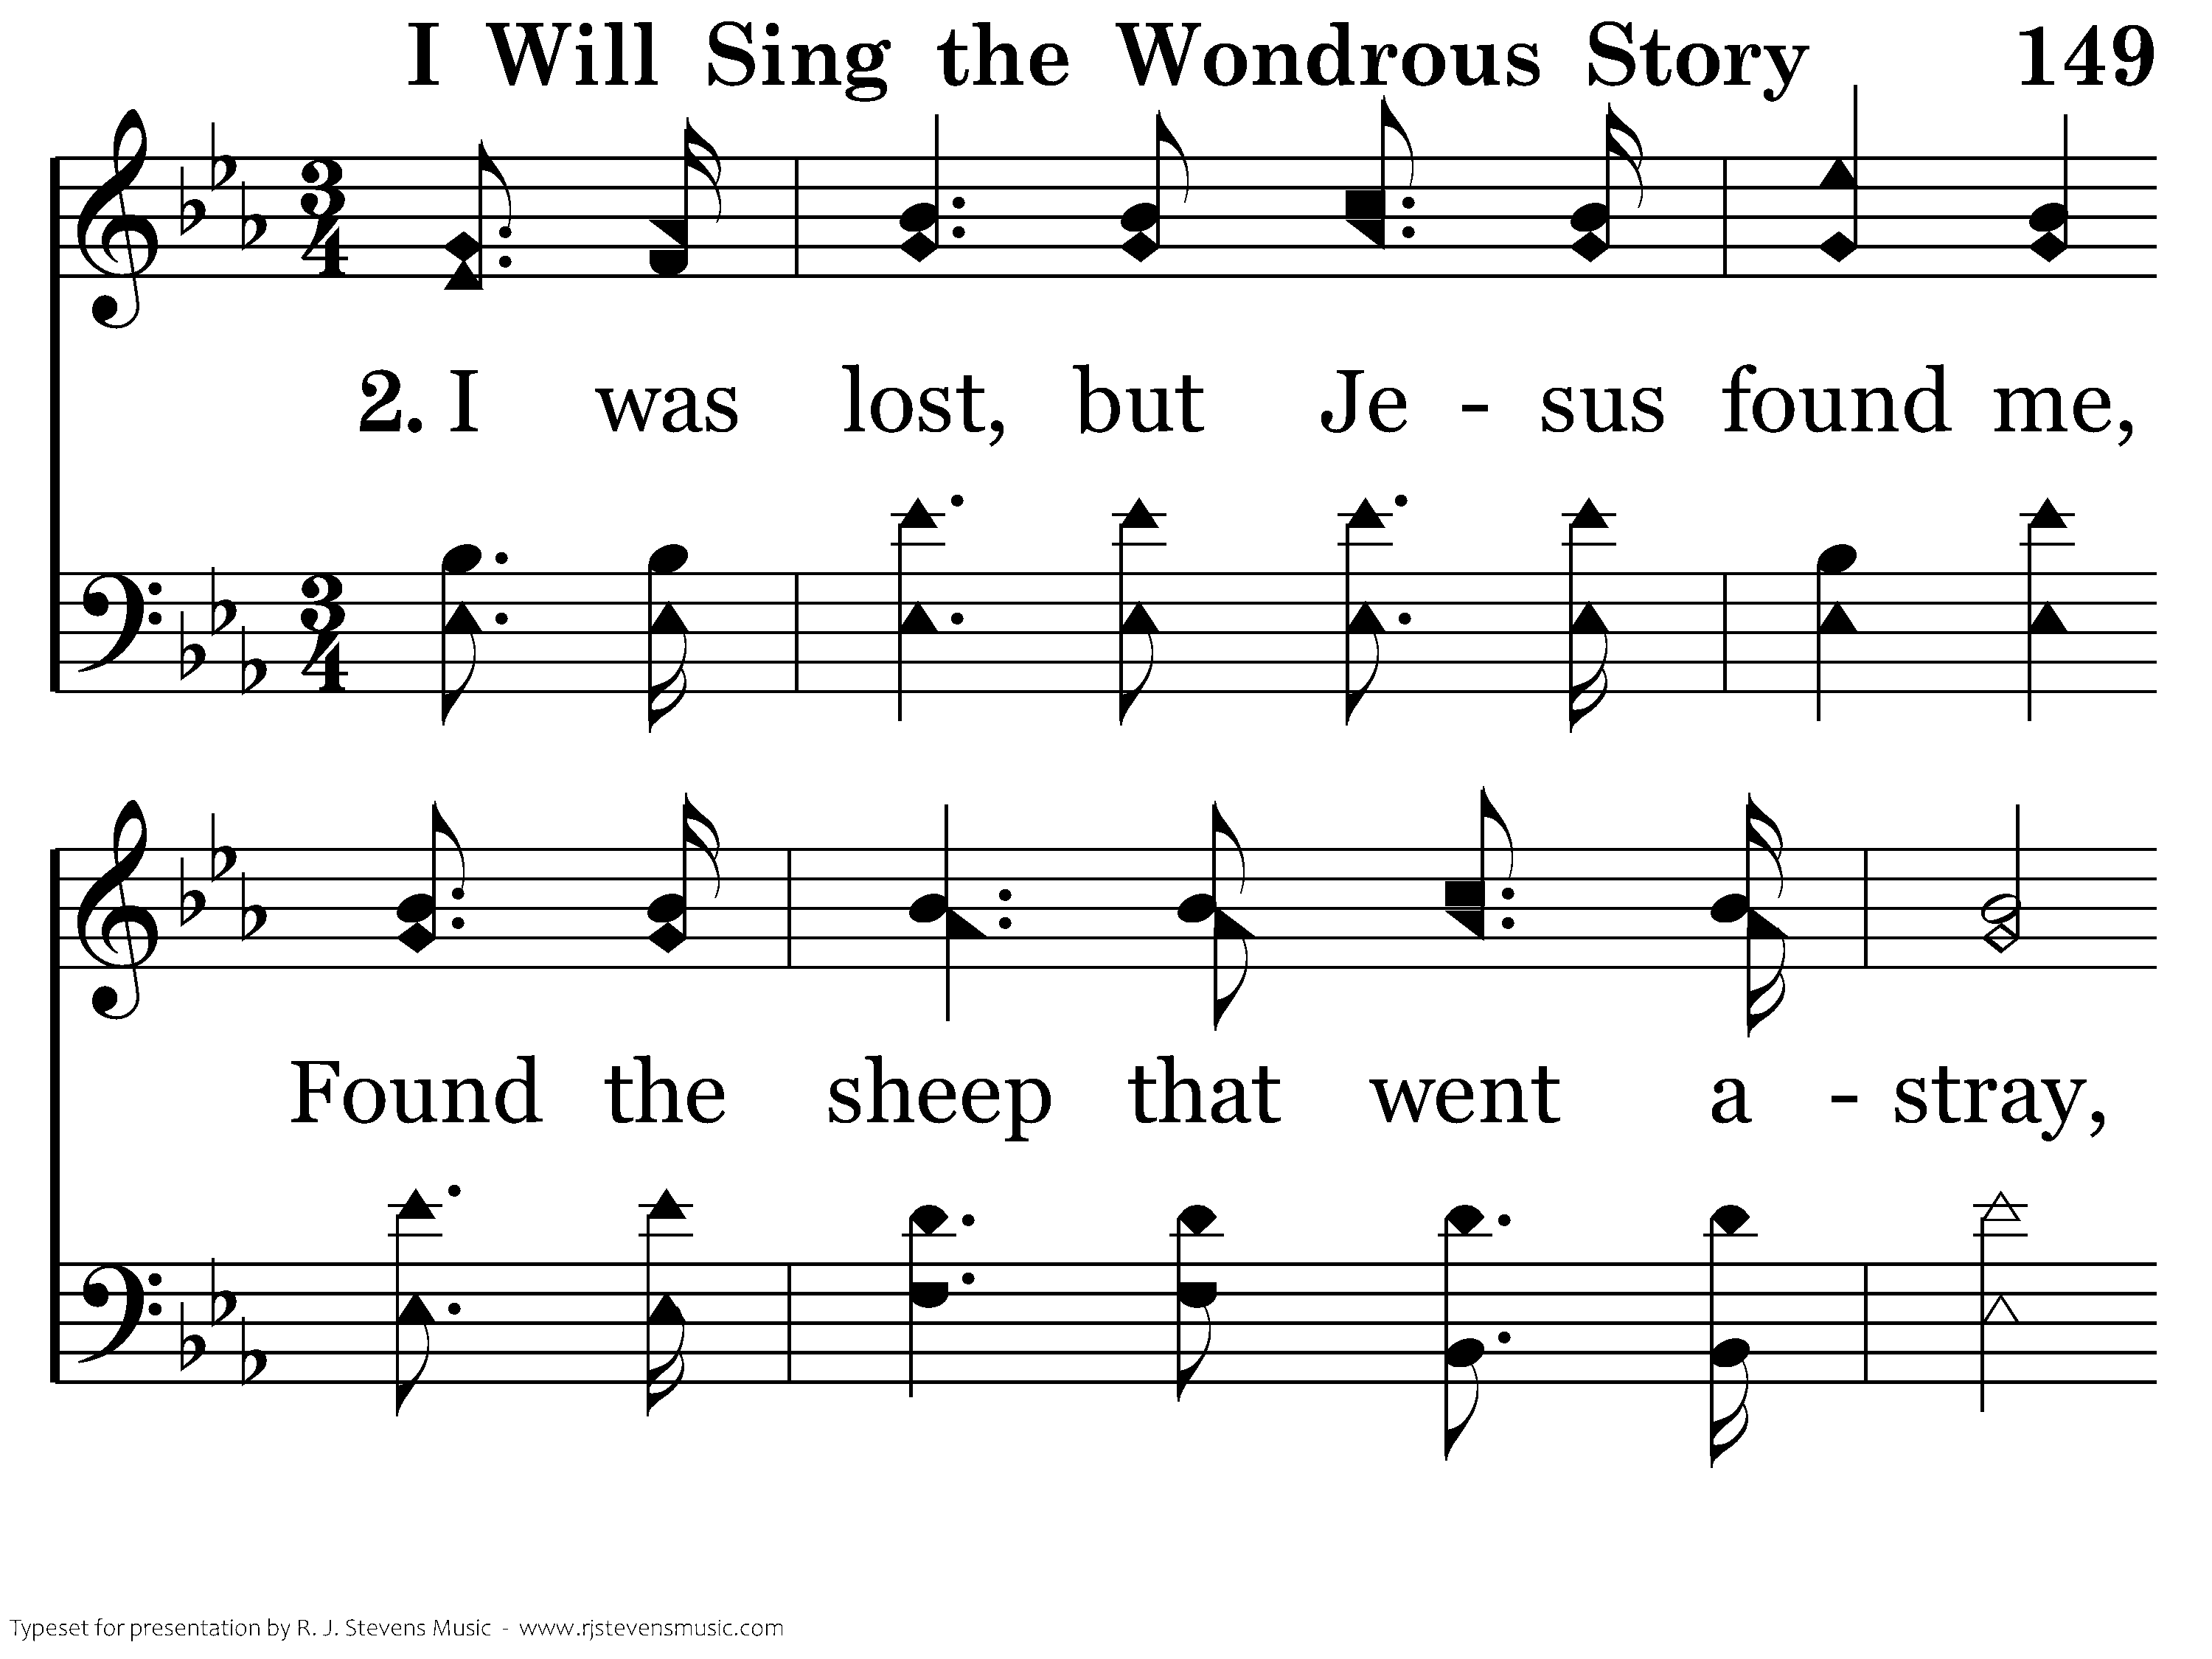 I Will Sing the Wondrous Story 149
2. I was lost, but Je - sus found me,
Found the sheep that went a - stray,
Typeset for presentation by R. J. Stevens Music - www.rjstevensmusic.com